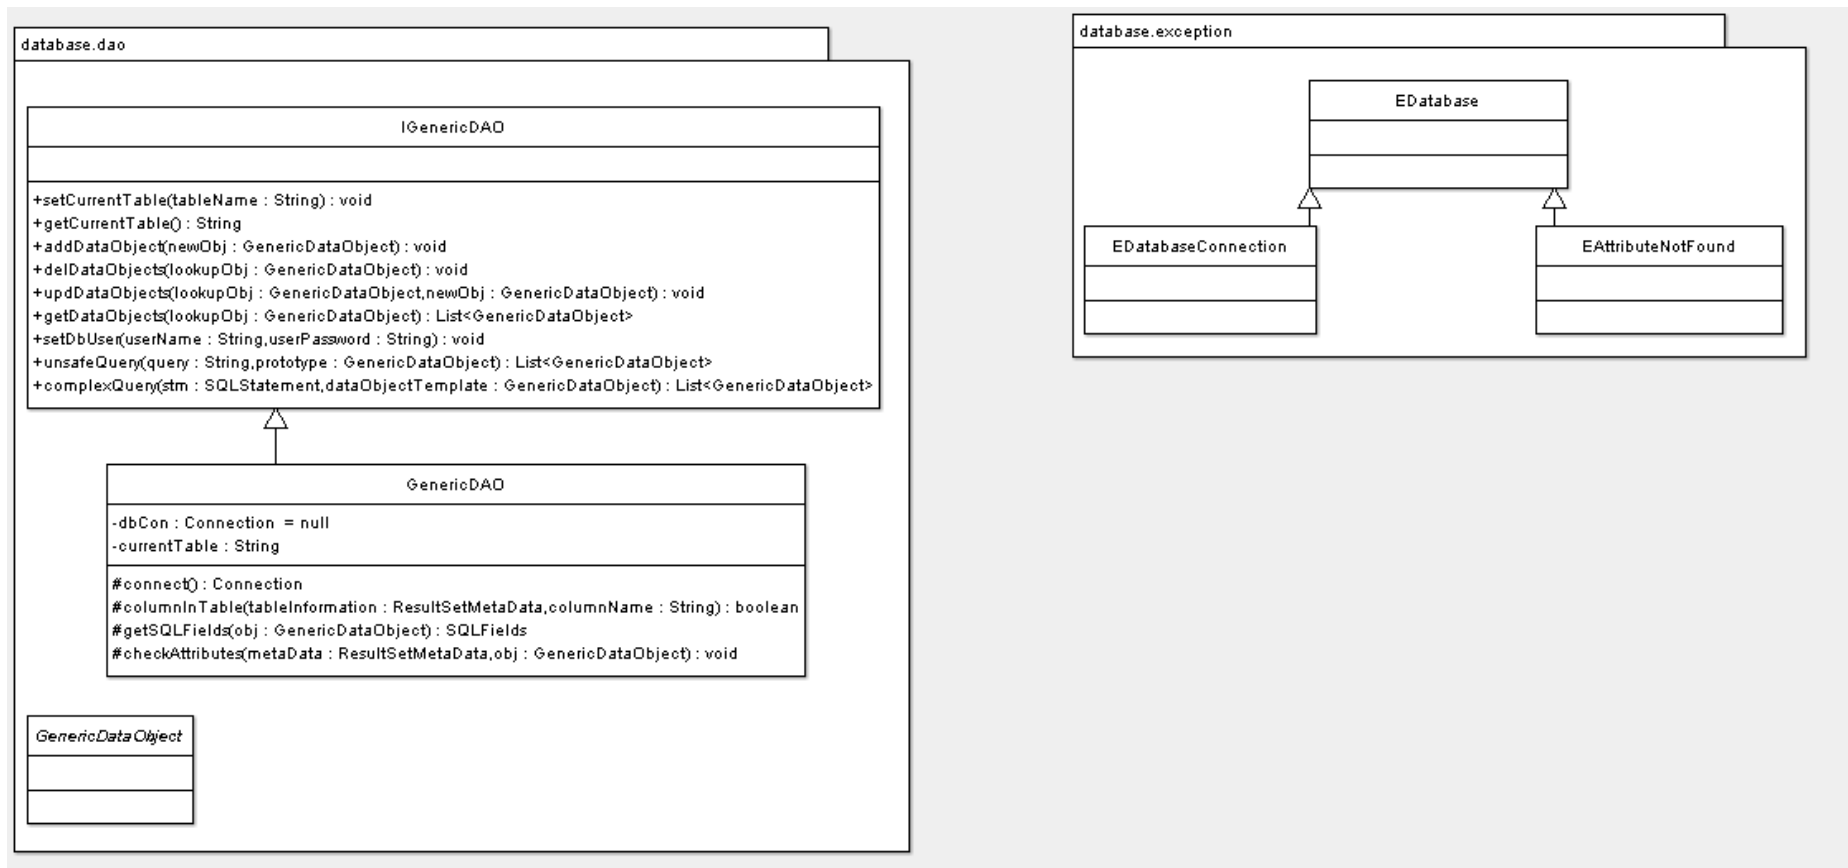 database.dao
IGenericDAO
+setCurrentTable(tableName : String) : void
+getCurrentTable() : String
+addDataObject(newObj : GenericDataObject) : void
+delDataObjects(lookupObj : GenericDataObject) : void
+updDataObjects(lookupObj : GenericDataObject,newObj : GenericDataObject) : void
+getDataObjects(lookupObj : GenericDataObject) : List<GenericDataObject>
+setDbUser(userName : String,userPassword : String) : void
+unsafeQuery(query : String,prototype : GenericDataObject) : List<GenericDataObject>
+complexQuery(stm : SQLStatement,dataObjectTemplate : GenericDataObject) : List<GenericDataObject>
GenericDAO
-dbCon : Connection = null
-currentTable : String
#connect() : Connection
#columnInTable(tableInformation : ResultSetMetaData,columnName : String) : boolean
#getSQLFields(obj : GenericDataObject) : SQLFields
#checkAttributes(metaData : ResultSetMetaData,obj : GenericDataObject) : void
GenericDataObject
database.exception
EDatabase
EDatabaseConnection
EAttributeNotFound